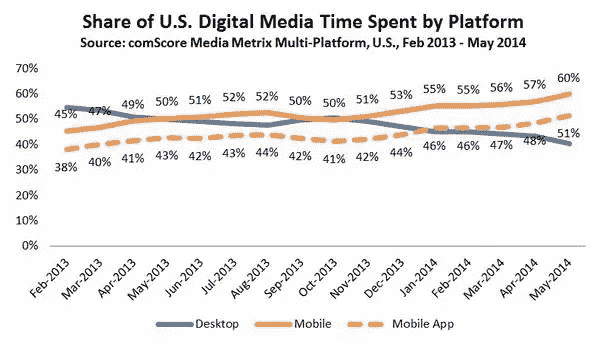 Share of U.S. Digital Media Time Spent by Platform
Source: comScore Media Metrix Multi-Platform, U.S., Feb 2013 - May 2014
70%
60%
50%
40%
30%
20%
10%
0%
45% 47% 49% 50% 51% 52% 52% 50% 50% 51% 53% 55% 55% 56% 57% 60%
38% 40% 41% 43% 42% 43% 44% 42% 41% 42% 44% 46% 46% 47% 48% 51%
Feb-2013 Mar-2013 Apr-2013 May-2013 Jun-2013 Jul-2013 Aug-2013 Sep-2013 Oct-2013 Nov-2013 Dec-2013 Jan-2014 Feb-2014 Mar-2014 Apr-2014 May-2014
Desktop Mobile Mobile App